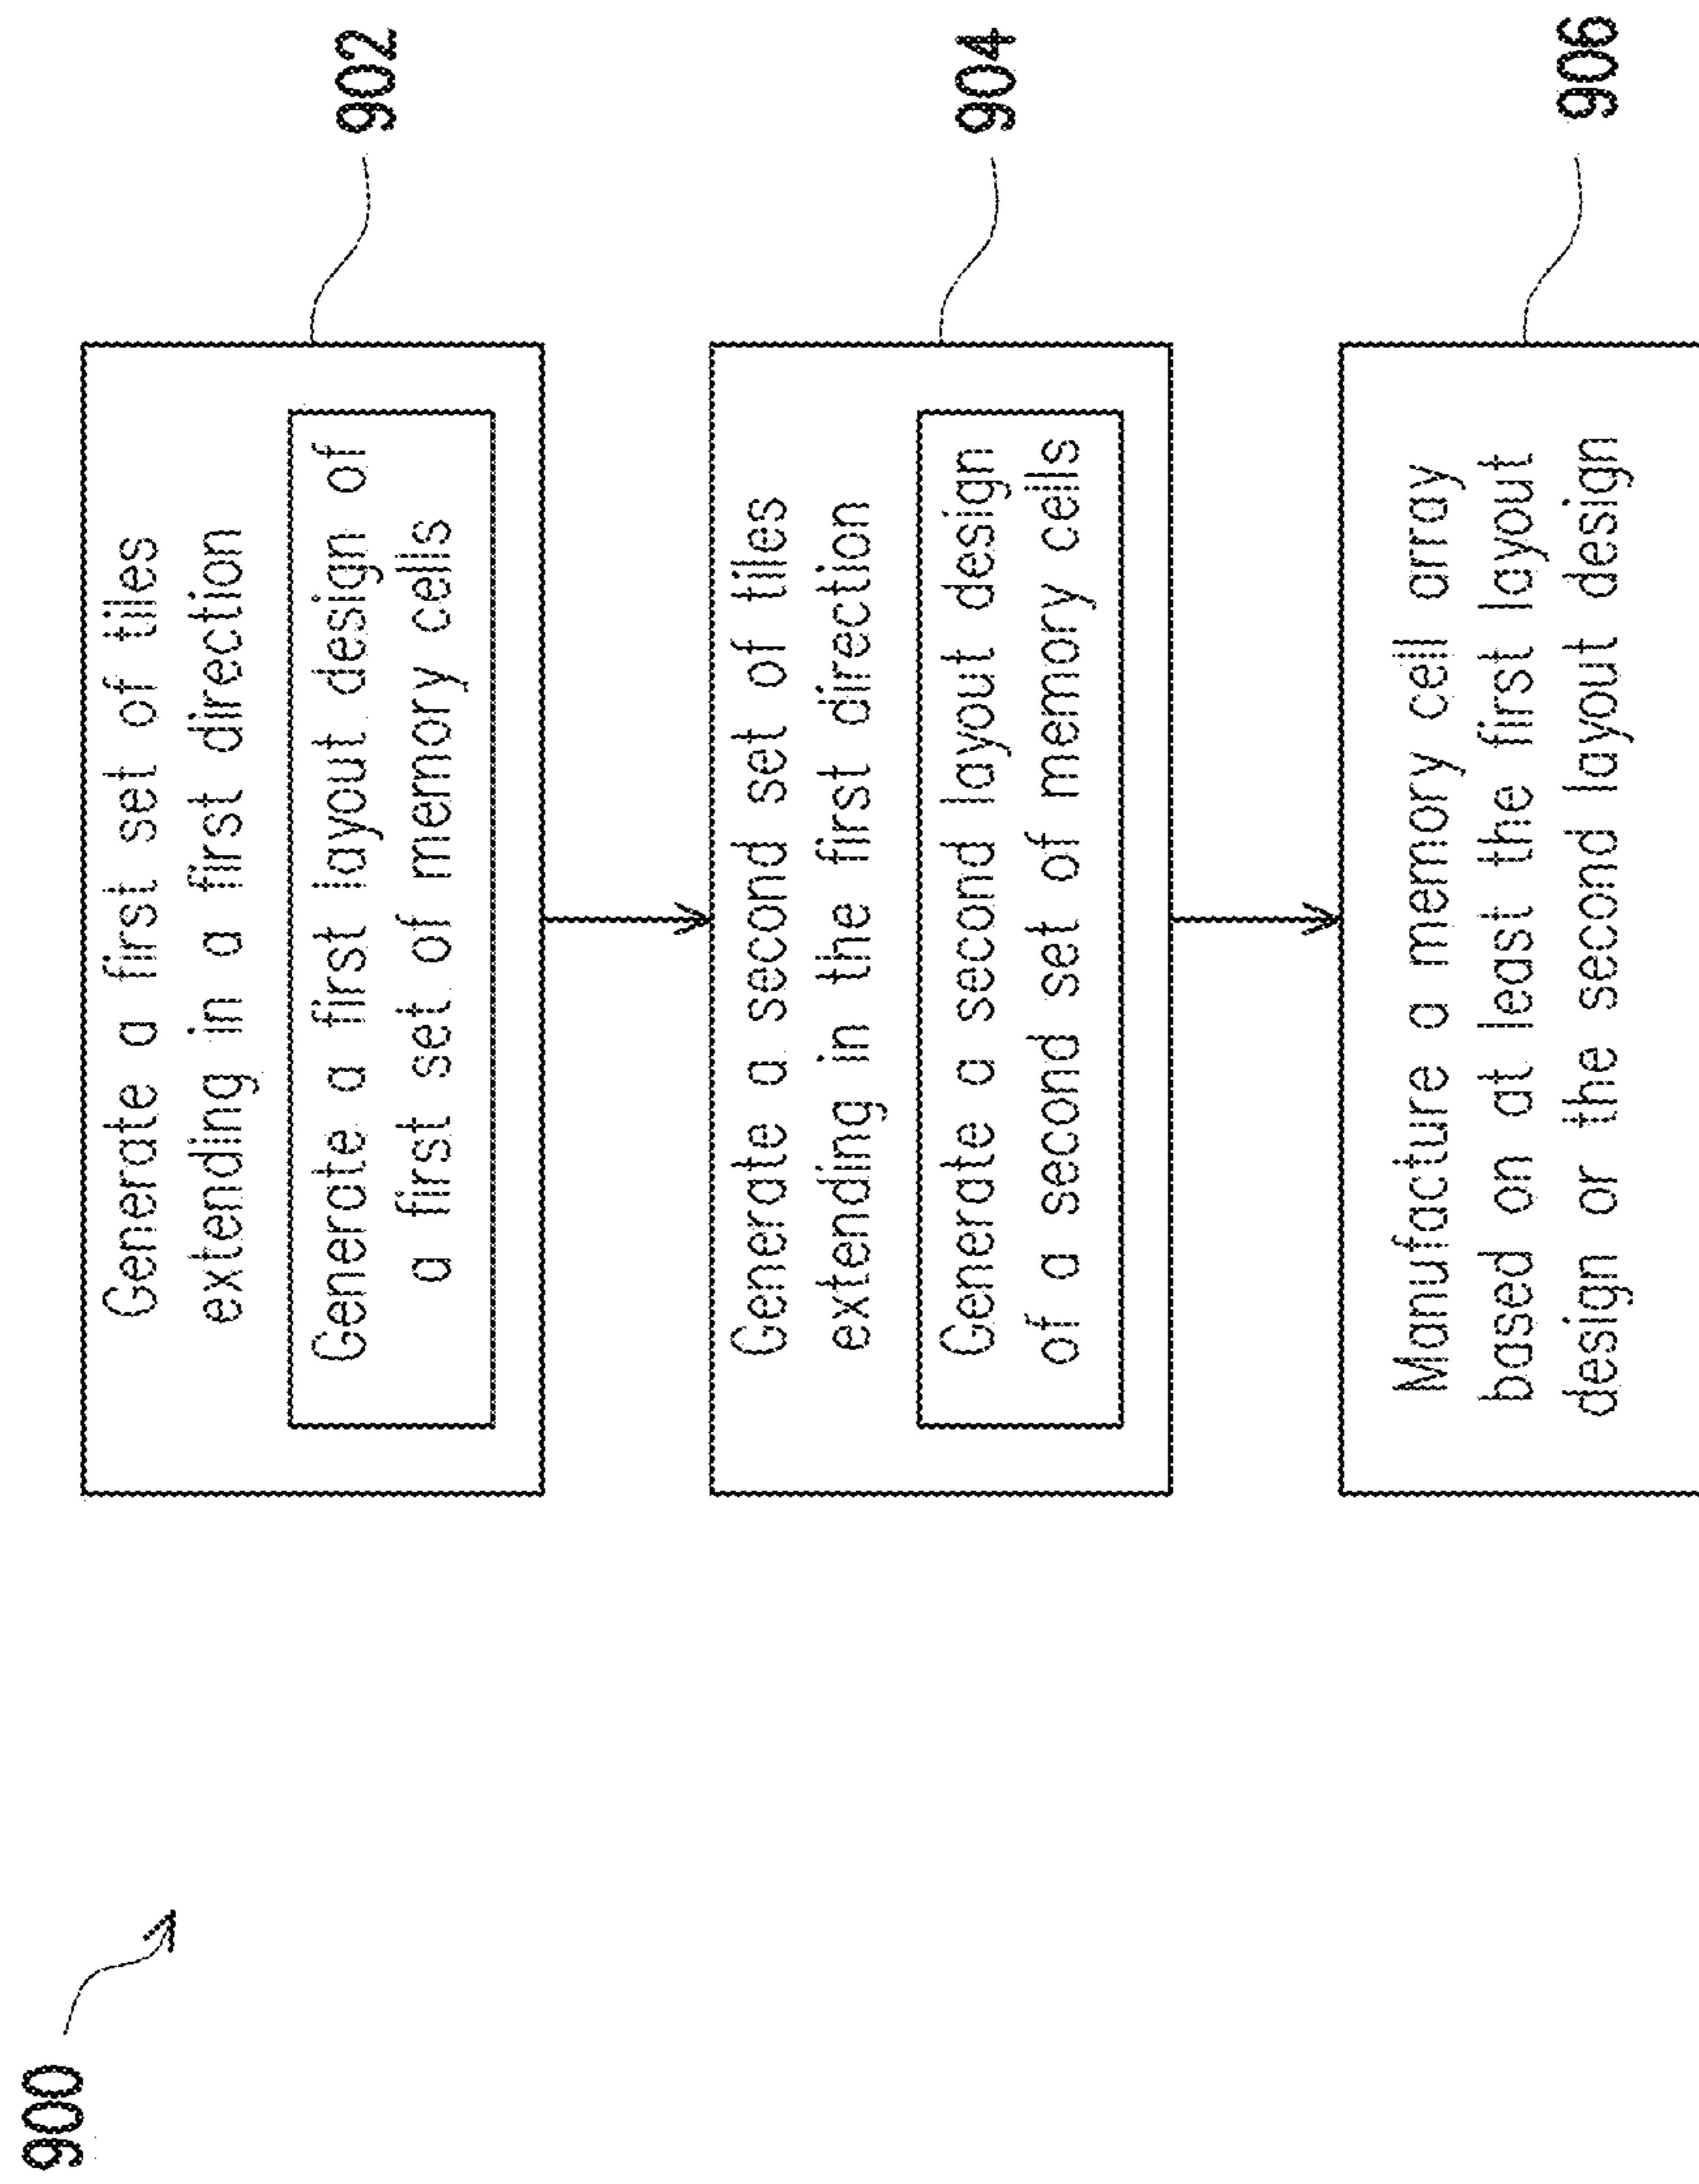 900
Generate a first set of tiles
extending in a first direction
Generate a first layout design of
a first set of memory cells
902
Generate a second set of tiles
extending in the first direction
Generate a second layout design
of a second set of memory cells
904
Manufacture a memory cell array
based on at least the first layout
design or the second layout design
906